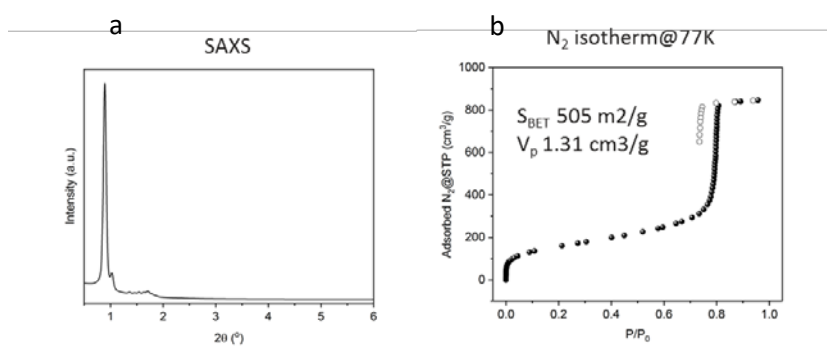 a
SAXS
Intensity (a.u.)
1
2
3
4
5
6
2θ (°)
b
N₂ isotherm@77K
1000
800
600
400
200
0
Adsorbed N₂@STP (cm³/g)
S_BET 505 m2/g
Vₚ 1.31 cm3/g
0.0
0.2
0.4
0.6
0.8
1.0
P/P₀